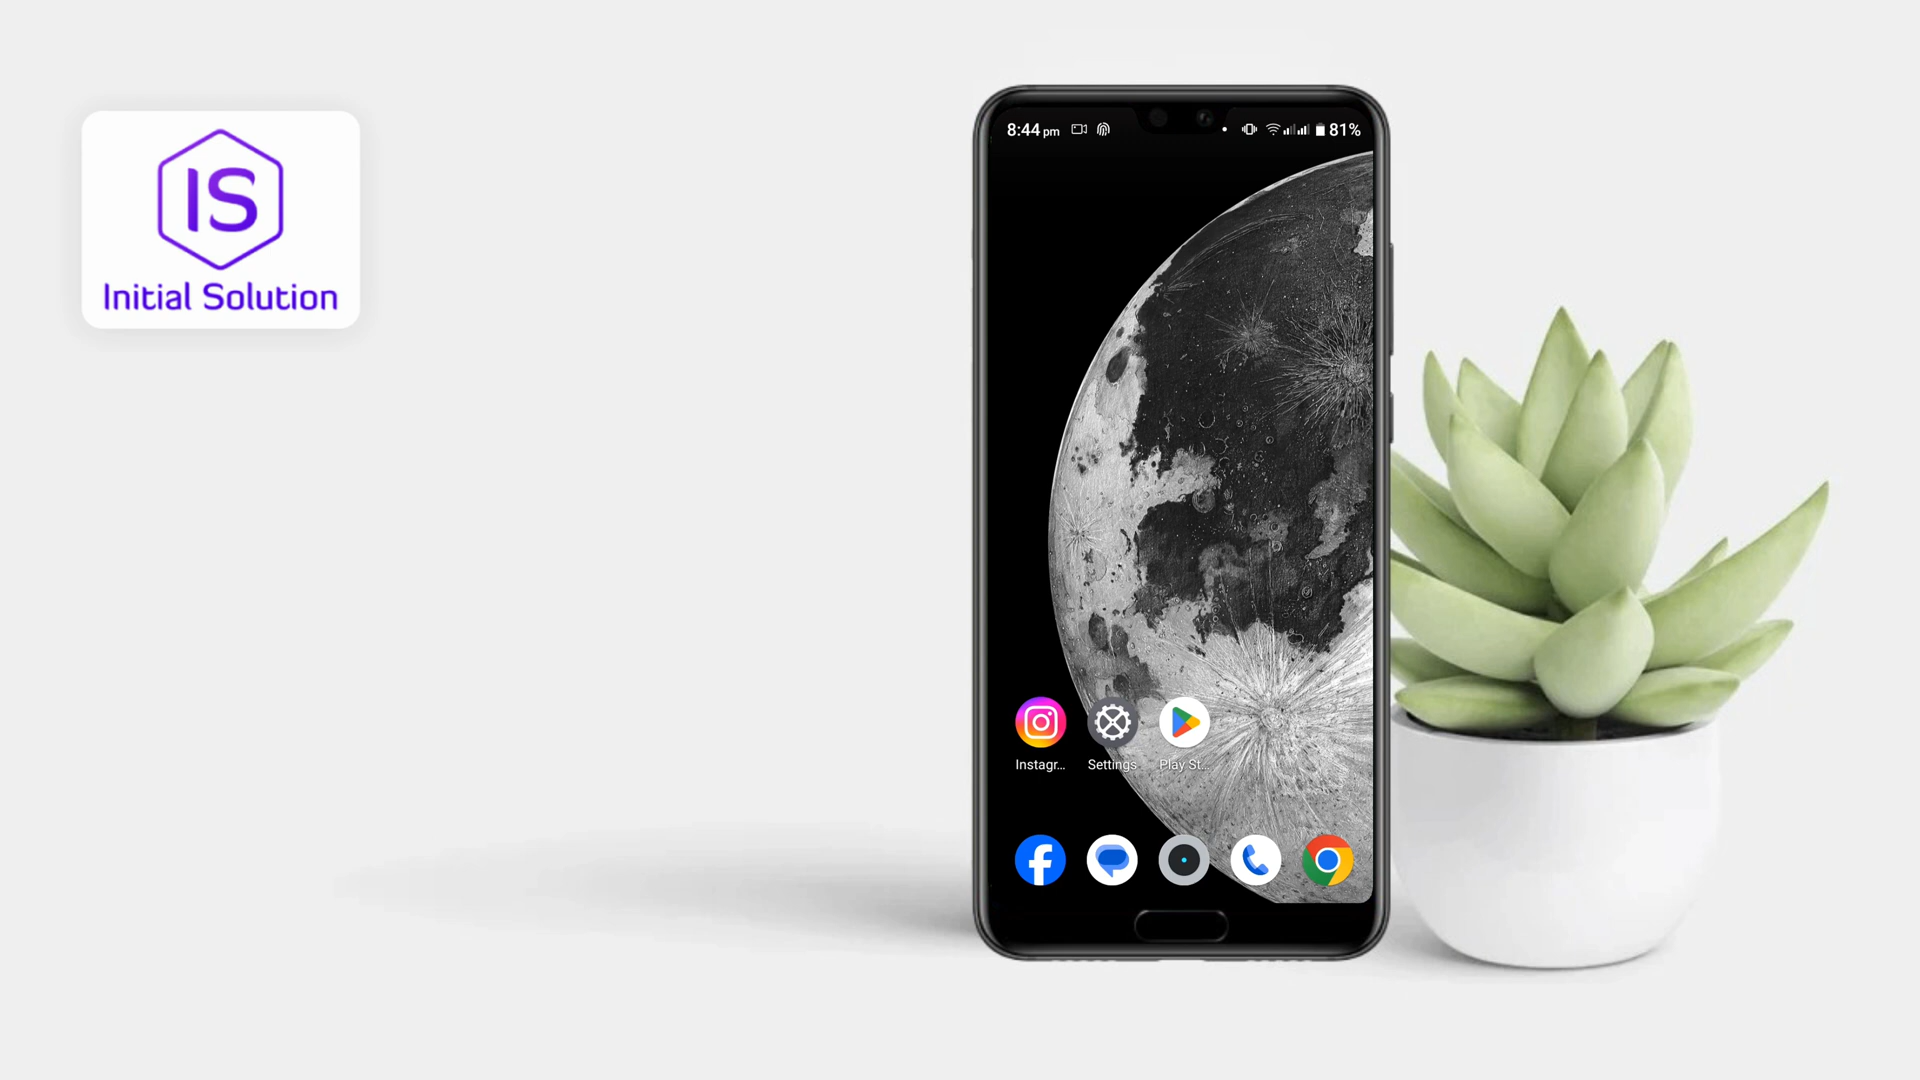 IS
Initial Solution
8:44 pm
81%
Instagr...
Settings
Play St...